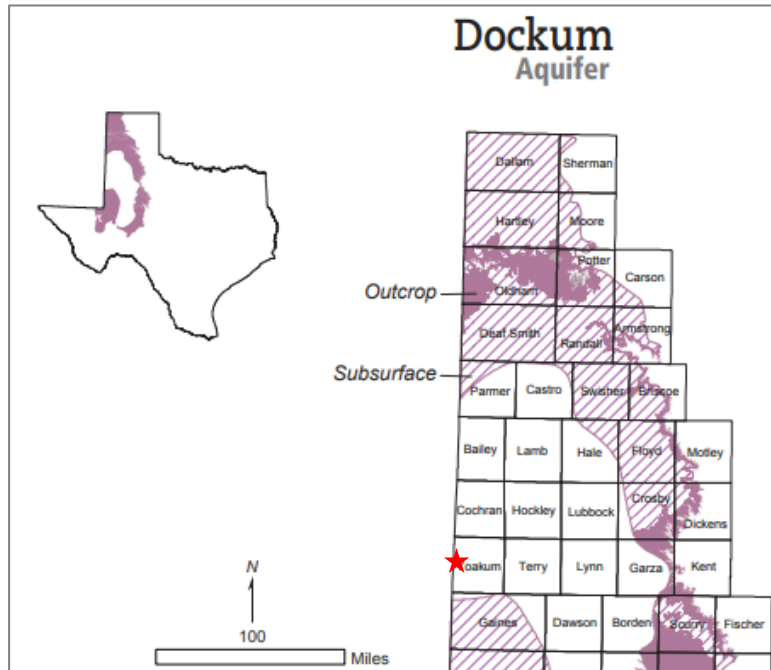 Dockum
Aquifer
Dallam Sherman
Hartley Moore
Potter Carson
Outcrop
Oldham
Armstrong
Deaf Smith Randall
Subsurface
Parmer Castro Swisher Briscoe
Bailey Lamb Hale Floyd Motley
Crosby
Cochran Hockley Lubbock Dickens
N
oakum Terry Lynn Garza Kent
100
Miles
Gaines Dawson Borden Scurry Fischer